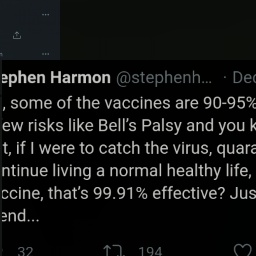 ephen Harmon @stephenh... · Dec
, some of the vaccines are 90-95%
ew risks like Bell's Palsy and you k
t, if I were to catch the virus, quara
ntinue living a normal healthy life,
ccine, that's 99.91% effective? Jus
end...
32 194